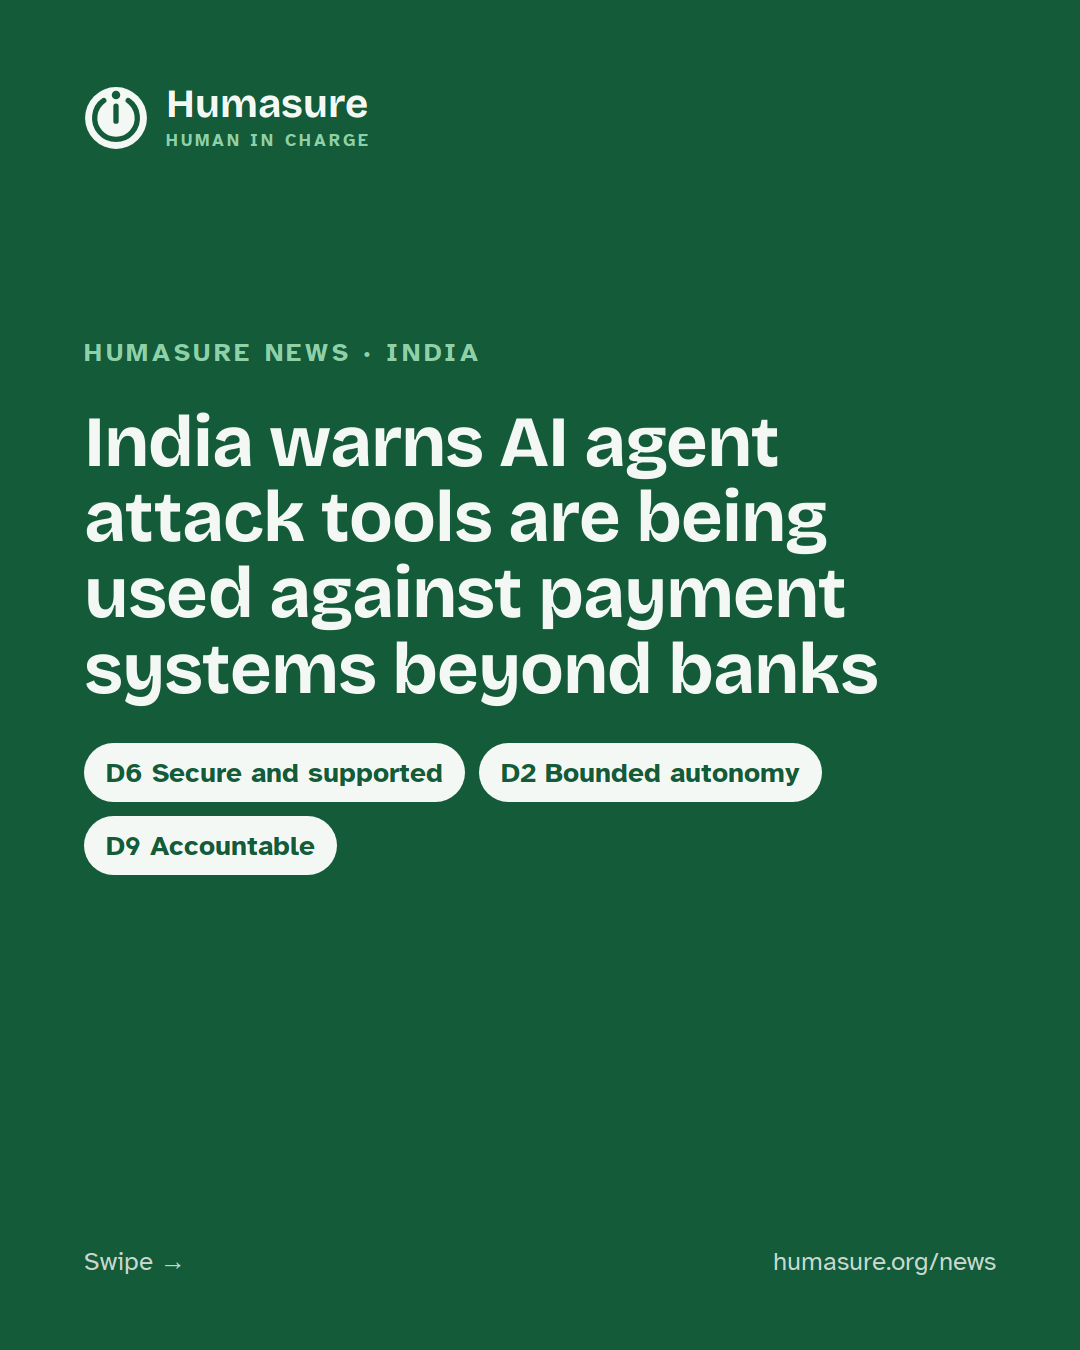 Humasure
HUMAN IN CHARGE
HUMASURE NEWS · INDIA
India warns AI agent
attack tools are being
used against payment
systems beyond banks
D6 Secure and supported
D2 Bounded autonomy
D9 Accountable
Swipe →
humasure.org/news